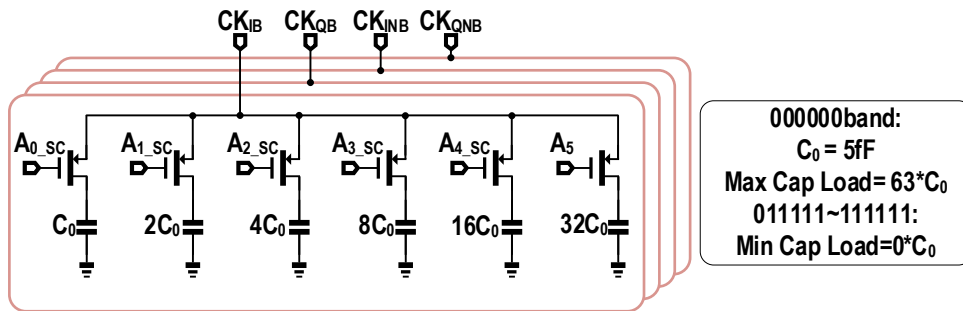 CKIB CKQB CKINB CKQNB
A0_SC A1_SC A2_SC A3_SC A4_SC A5
C0 2C0 4C0 8C0 16C0 32C0
000000band:
C0 = 5fF
Max Cap Load= 63*C0
011111~111111:
Min Cap Load=0*C0